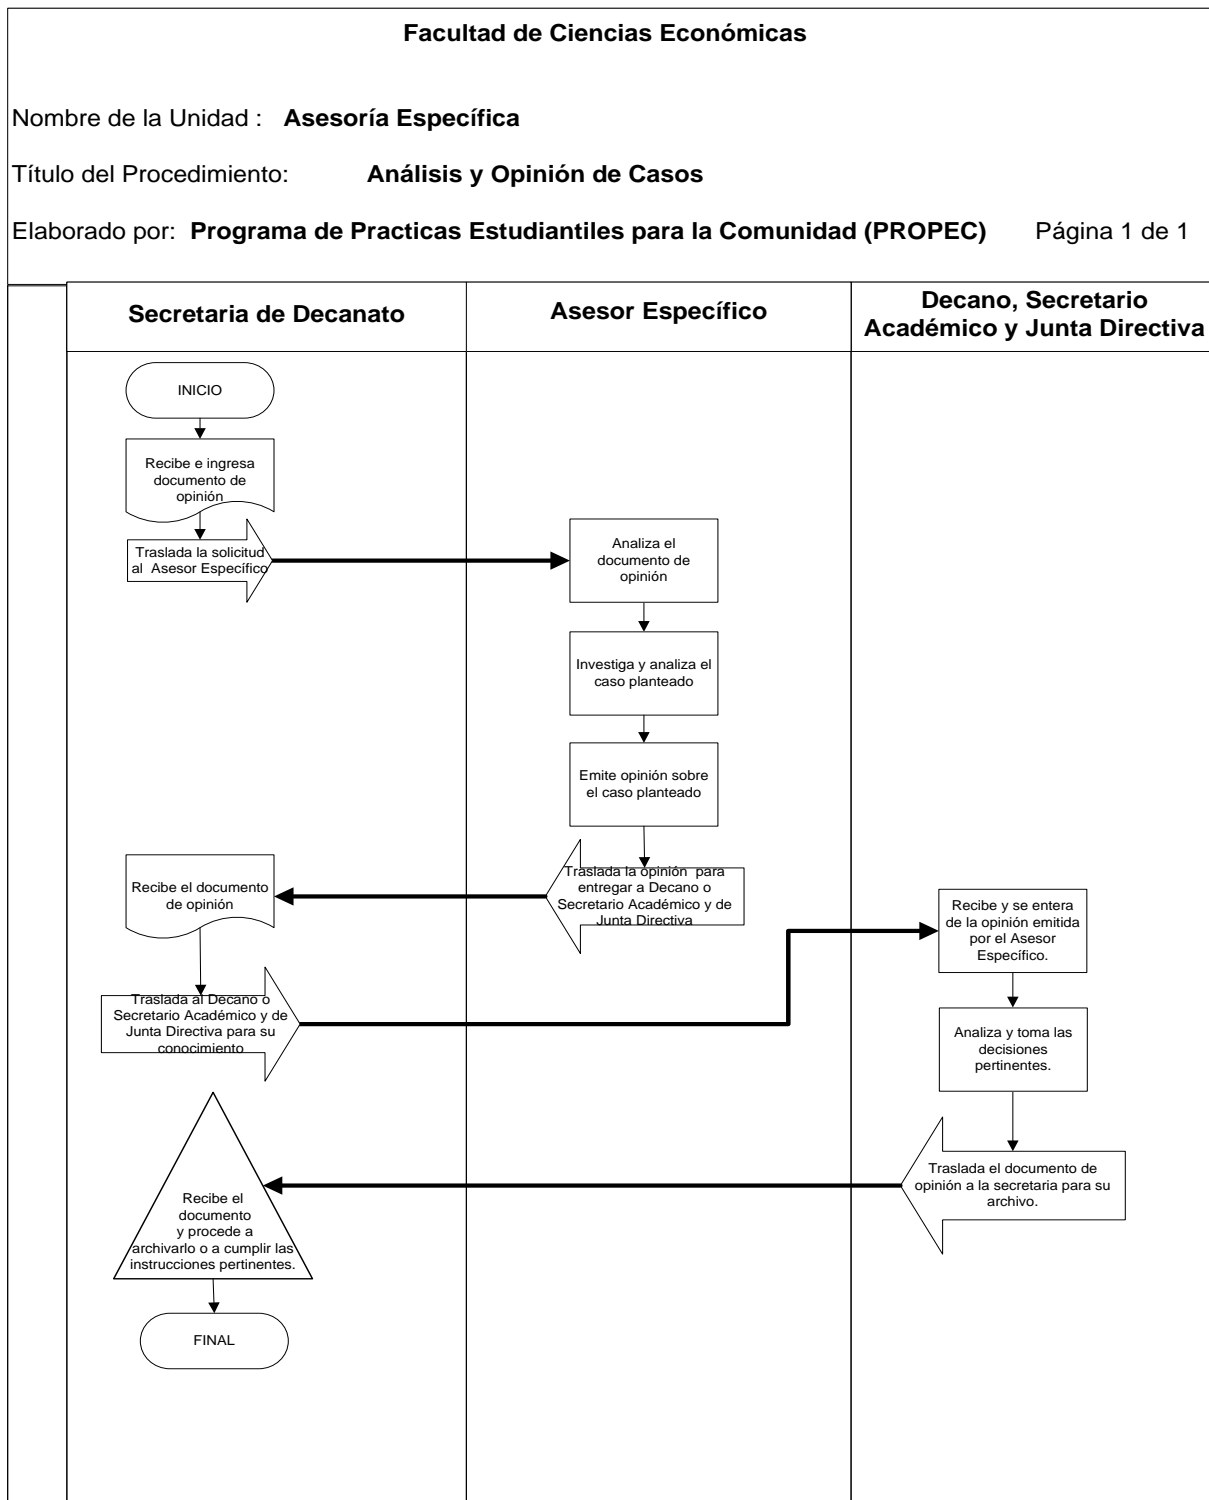 Facultad de Ciencias Económicas
Nombre de la Unidad : Asesoría Específica
Título del Procedimiento: Análisis y Opinión de Casos
Elaborado por: Programa de Practicas Estudiantiles para la Comunidad (PROPEC) Página 1 de 1
Secretaria de Decanato
Asesor Específico
Decano, Secretario
Académico y Junta Directiva
INICIO
Recibe e ingresa
documento de
opinión
Traslada la solicitud
al Asesor Específico
Analiza el
documento de
opinión
Investiga y analiza el
caso planteado
Emite opinión sobre
el caso planteado
Traslada la opinión para
entregar a Decano o
Secretario Académico y de
Junta Directiva
Recibe el documento
de opinión
Traslada al Decano o
Secretario Académico y de
Junta Directiva para su
conocimiento
Recibe y se entera
de la opinión emitida
por el Asesor
Específico.
Analiza y toma las
decisiones
pertinentes.
Traslada el documento de
opinión a la secretaria para su
archivo.
Recibe el
documento
y procede a
archivarlo o a cumplir las
instrucciones pertinentes.
FINAL